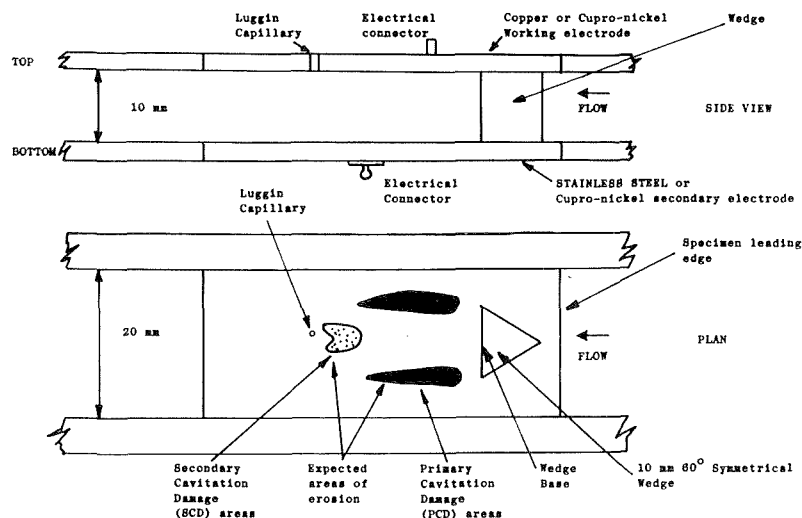 Luggin
Capillary
Electrical
connector
Copper or Cupro-nickel
Working electrode
Wedge
TOP
10 mm
FLOW
SIDE VIEW
BOTTOM
Electrical
Connector
STAINLESS STEEL or
Cupro-nickel secondary electrode
Luggin
Capillary
Specimen leading
edge
20 mm
FLOW
PLAN
Secondary
Cavitation
Damage
(SCD) areas
Expected
areas of
erosion
Primary
Cavitation
Damage
(PCD) areas
Wedge
Base
10 mm 60° Symmetrical
Wedge